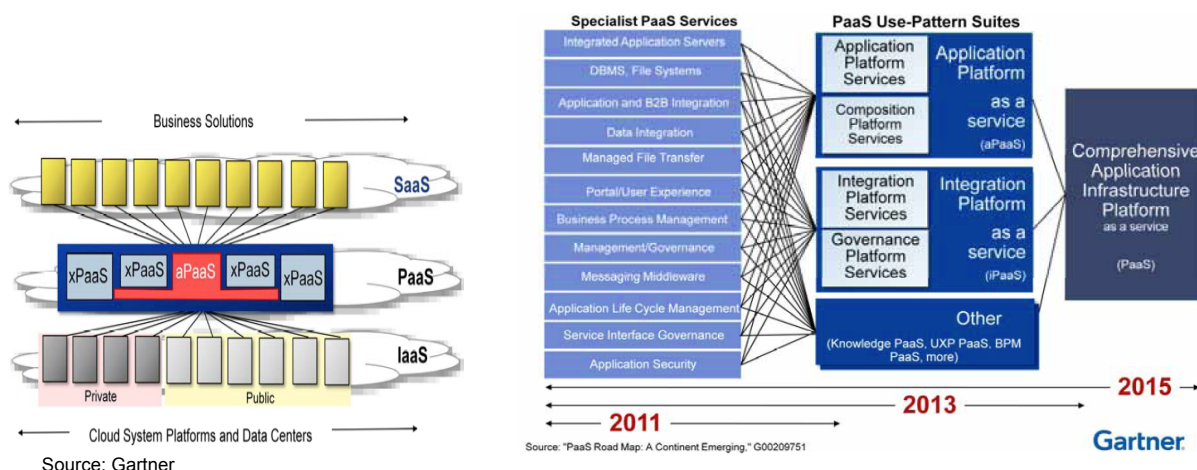 Business Solutions
SaaS
xPaaS
xPaaS
aPaaS
xPaaS
xPaaS
PaaS
IaaS
Private
Public
Cloud System Platforms and Data Centers
Source: Gartner
Specialist PaaS Services
Integrated Application Servers
DBMS, File Systems
Application and B2B Integration
Data Integration
Managed File Transfer
Portal/User Experience
Business Process Management
Management/Governance
Messaging Middleware
Application Life Cycle Management
Service Interface Governance
Application Security
PaaS Use-Pattern Suites
Application
Platform
Services
Composition
Platform
Services
Application
Platform
as a
service
(aPaaS)
Integration
Platform
Services
Governance
Platform
Services
Integration
Platform
as a
service
(iPaaS)
Other
(Knowledge PaaS, UXP PaaS, BPM
PaaS, more)
Comprehensive
Application
Infrastructure
Platform
as a service
(PaaS)
2015
2013
2011
Source: "PaaS Road Map: A Continent Emerging," G00209751
Gartner